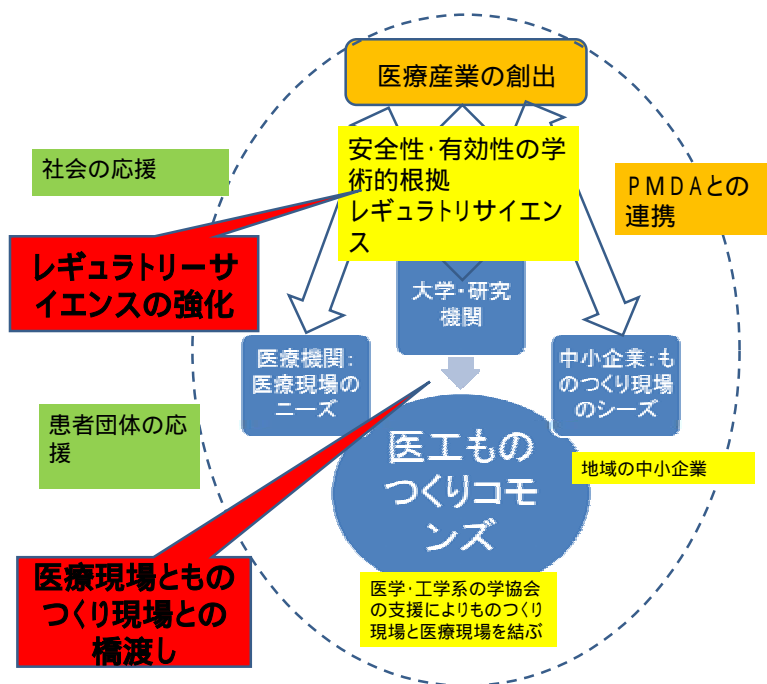 医療産業の創出
社会の応援
安全性・有効性の学
術的根拠
レギュラトリサイエン
ス
PMDAとの
連携
レギュラトリーサ
イエンスの強化
大学・研究
機関
医療機関：
医療現場の
ニーズ
中小企業：も
のつくり現場
のシーズ
患者団体の応
援
医工もの
つくりコモ
ンズ
地域の中小企業
医療現場ともの
つくり現場との
橋渡し
医学・工学系の学協会
の支援によりものつくり
現場と医療現場を結ぶ